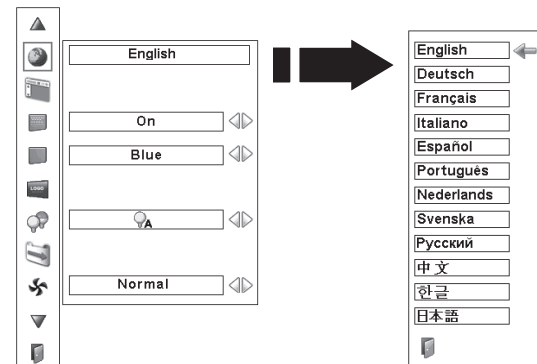 English
On
Blue
LOGO
A
Normal
English
Deutsch
Français
Italiano
Español
Português
Nederlands
Svenska
Русский
中文
한글
日本語